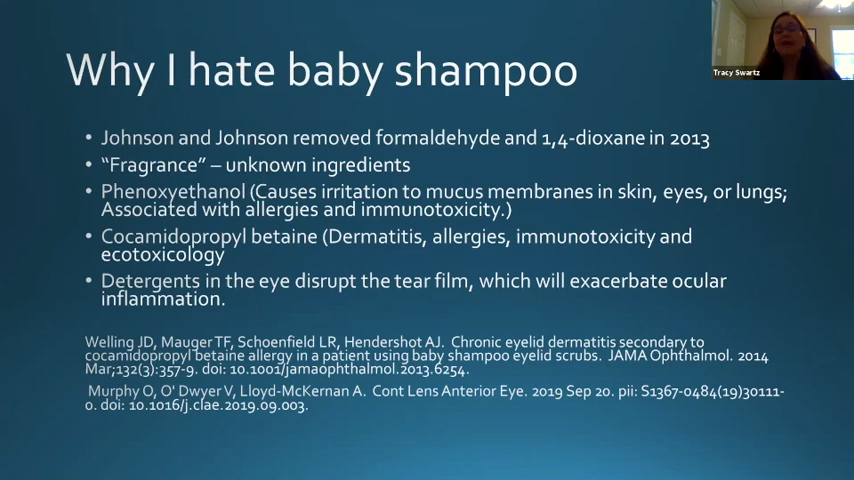 Why I hate baby shampoo
Tracy Swartz
• Johnson and Johnson removed formaldehyde and 1,4-dioxane in 2013
• “Fragrance” – unknown ingredients
• Phenoxyethanol (Causes irritation to mucus membranes in skin, eyes, or lungs;
Associated with allergies and immunotoxicity.)
• Cocamidopropyl betaine (Dermatitis, allergies, immunotoxicity and
ecotoxicology
• Detergents in the eye disrupt the tear film, which will exacerbate ocular
inflammation.
Welling JD, Mauger TF, Schoenfield LR, Hendershot AJ. Chronic eyelid dermatitis secondary to
cocamidopropyl betaine allergy in a patient using baby shampoo eyelid scrubs. JAMA Ophthalmol. 2014
Mar;132(3):357-9. doi: 10.1001/jamaophthalmol.2013.6254.
Murphy O, O' Dwyer V, Lloyd-McKernan A. Cont Lens Anterior Eye. 2019 Sep 20. pii: S1367-0484(19)30111-
0. doi: 10.1016/j.clae.2019.09.003.